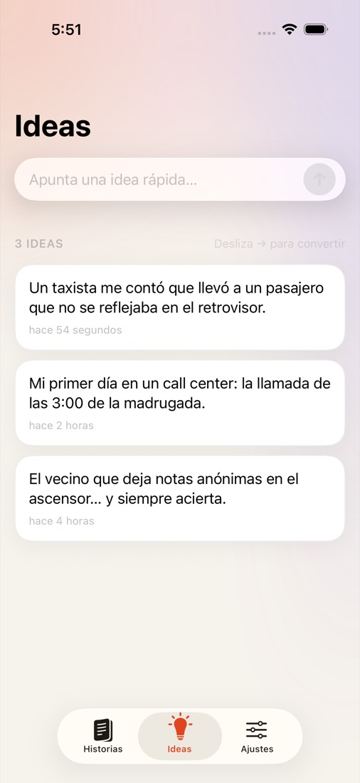 5:51
Ideas
Apunta una idea rápida...
3 IDEAS
Desliza → para convertir
Un taxista me contó que llevó a un pasajero
que no se reflejaba en el retrovisor.
hace 54 segundos
Mi primer día en un call center: la llamada de
las 3:00 de la madrugada.
hace 2 horas
El vecino que deja notas anónimas en el
ascensor... y siempre acierta.
hace 4 horas
Historias
Ideas
Ajustes